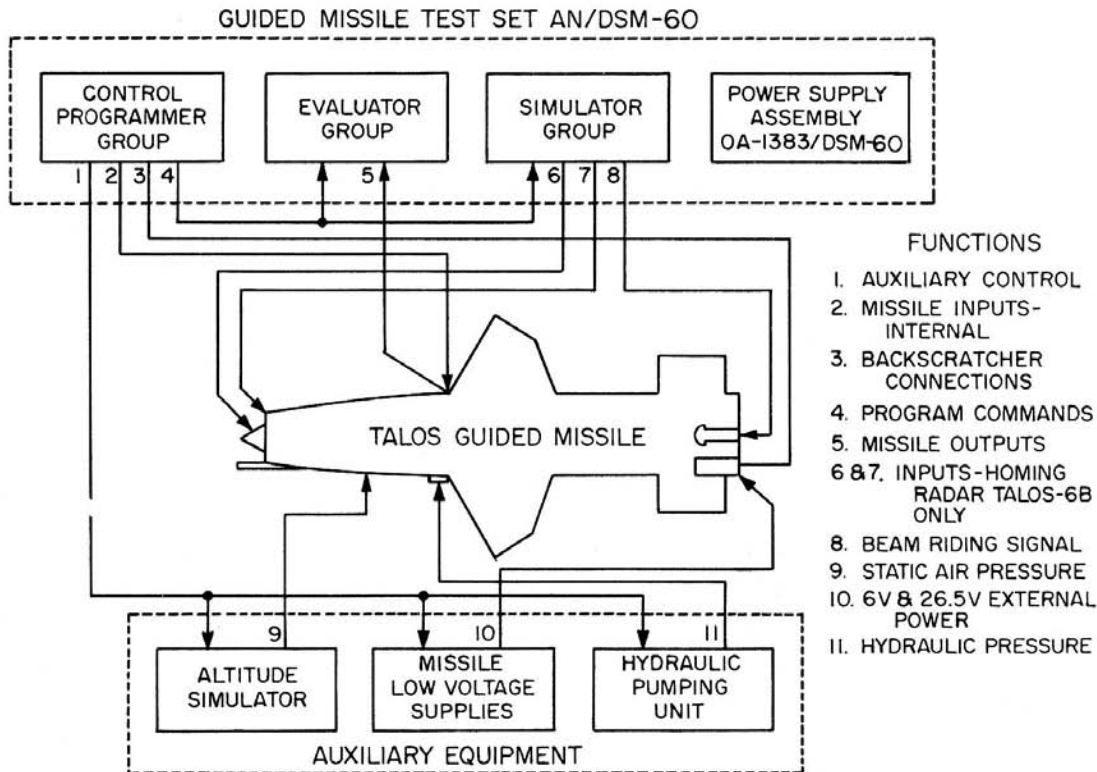 GUIDED MISSILE TEST SET AN/DSM-60
CONTROL
PROGRAMMER
GROUP
EVALUATOR
GROUP
SIMULATOR
GROUP
POWER SUPPLY
ASSEMBLY
OA-1383/DSM-60
1 2 3 4
5
6 7 8
TALOS GUIDED MISSILE
FUNCTIONS
1. AUXILIARY CONTROL
2. MISSILE INPUTS-
INTERNAL
3. BACKSCRATCHER
CONNECTIONS
4. PROGRAM COMMANDS
5. MISSILE OUTPUTS
6 & 7. INPUTS-HOMING
RADAR TALOS-6B
ONLY
8. BEAM RIDING SIGNAL
9. STATIC AIR PRESSURE
10. 6V & 26.5V EXTERNAL
POWER
11. HYDRAULIC PRESSURE
9
10
11
ALTITUDE
SIMULATOR
MISSILE
LOW VOLTAGE
SUPPLIES
HYDRAULIC
PUMPING
UNIT
AUXILIARY EQUIPMENT